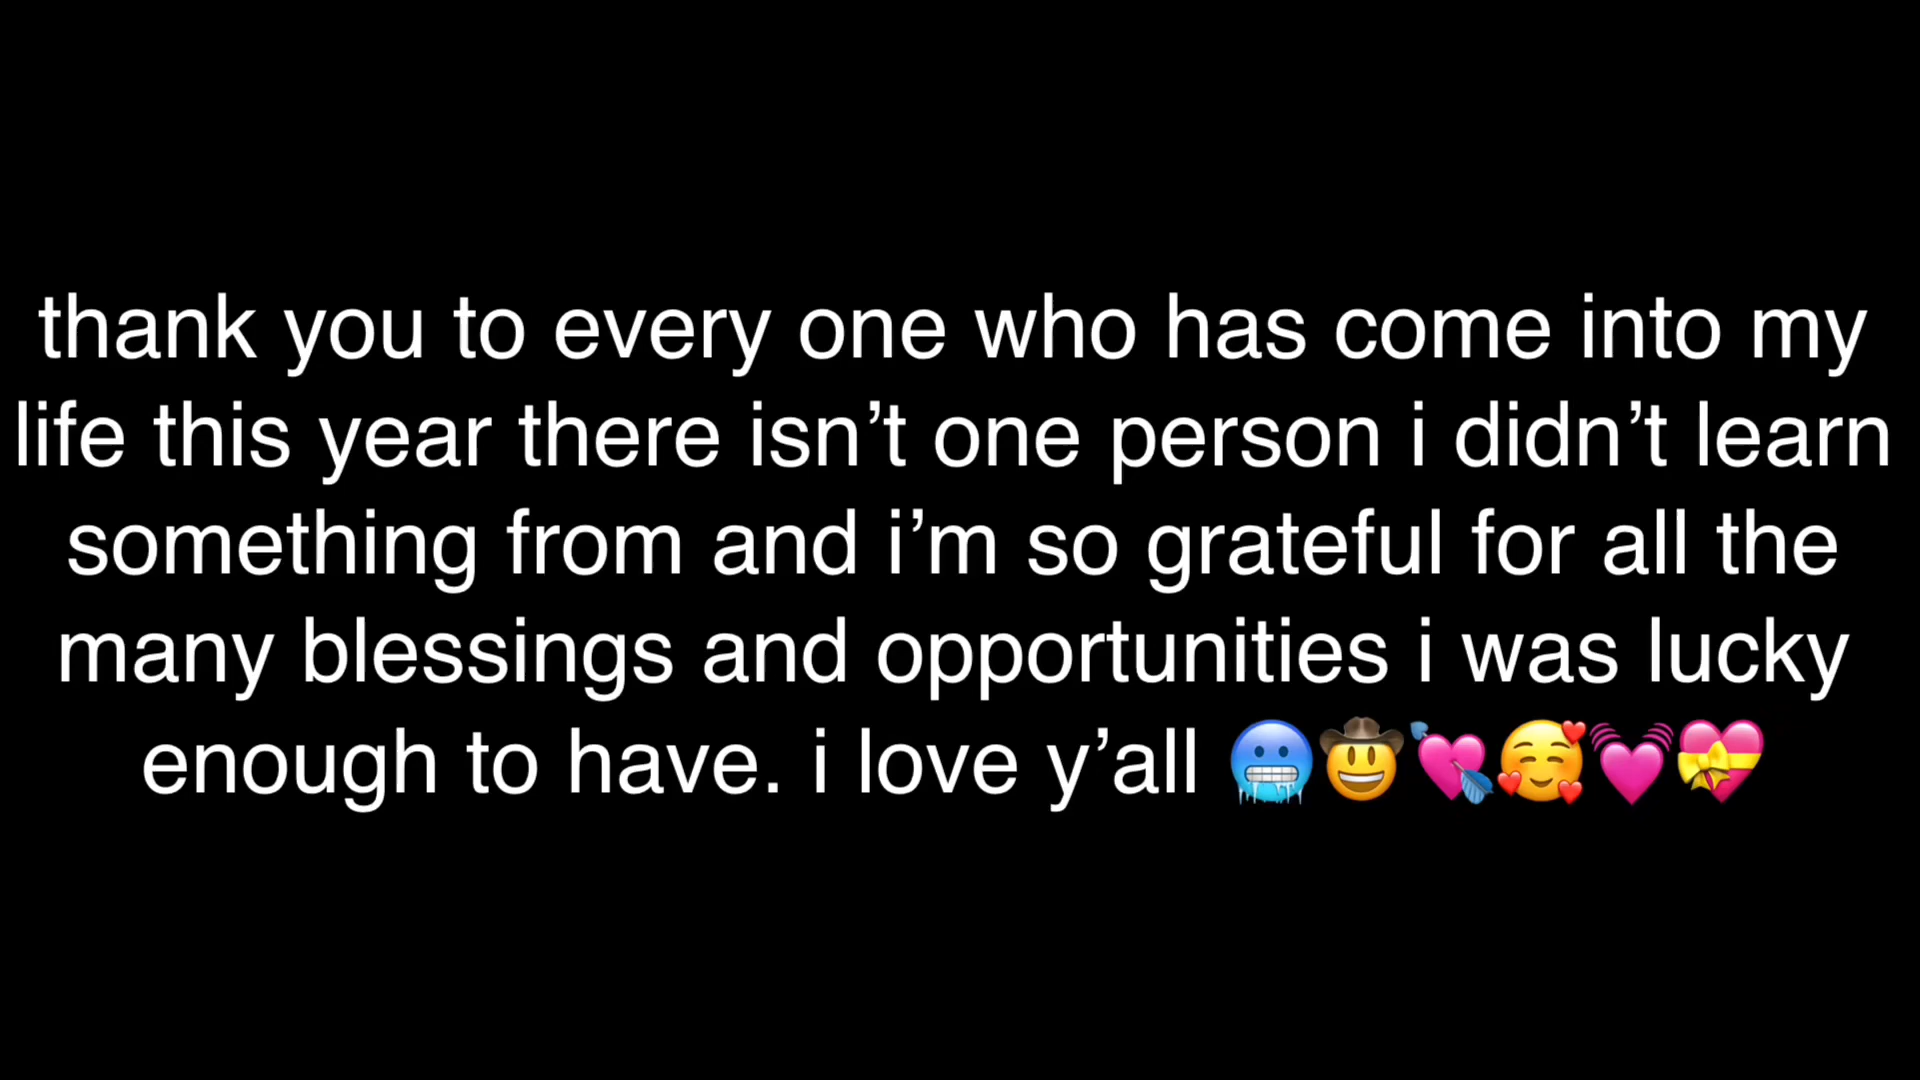 thank you to every one who has come into my
life this year there isn’t one person i didn’t learn
something from and i’m so grateful for all the
many blessings and opportunities i was lucky
enough to have. i love y’all 🥶🤠💘🥰💓💝